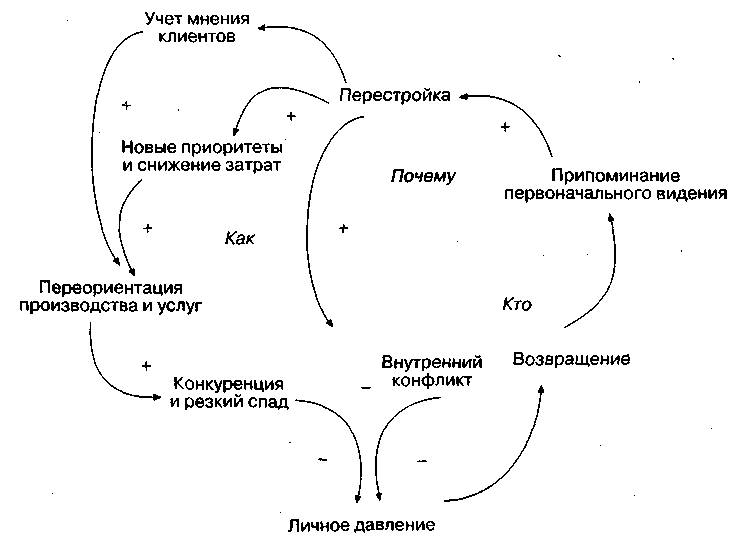 Учет мнения
клиентов
Перестройка
+
+
+
Новые приоритеты
и снижение затрат
Почему
Припоминание
первоначального видения
+
Как
+
Переориентация
производства и услуг
Кто
+
Внутренний
конфликт
Возвращение
Конкуренция
и резкий спад
–
–
–
Личное давление